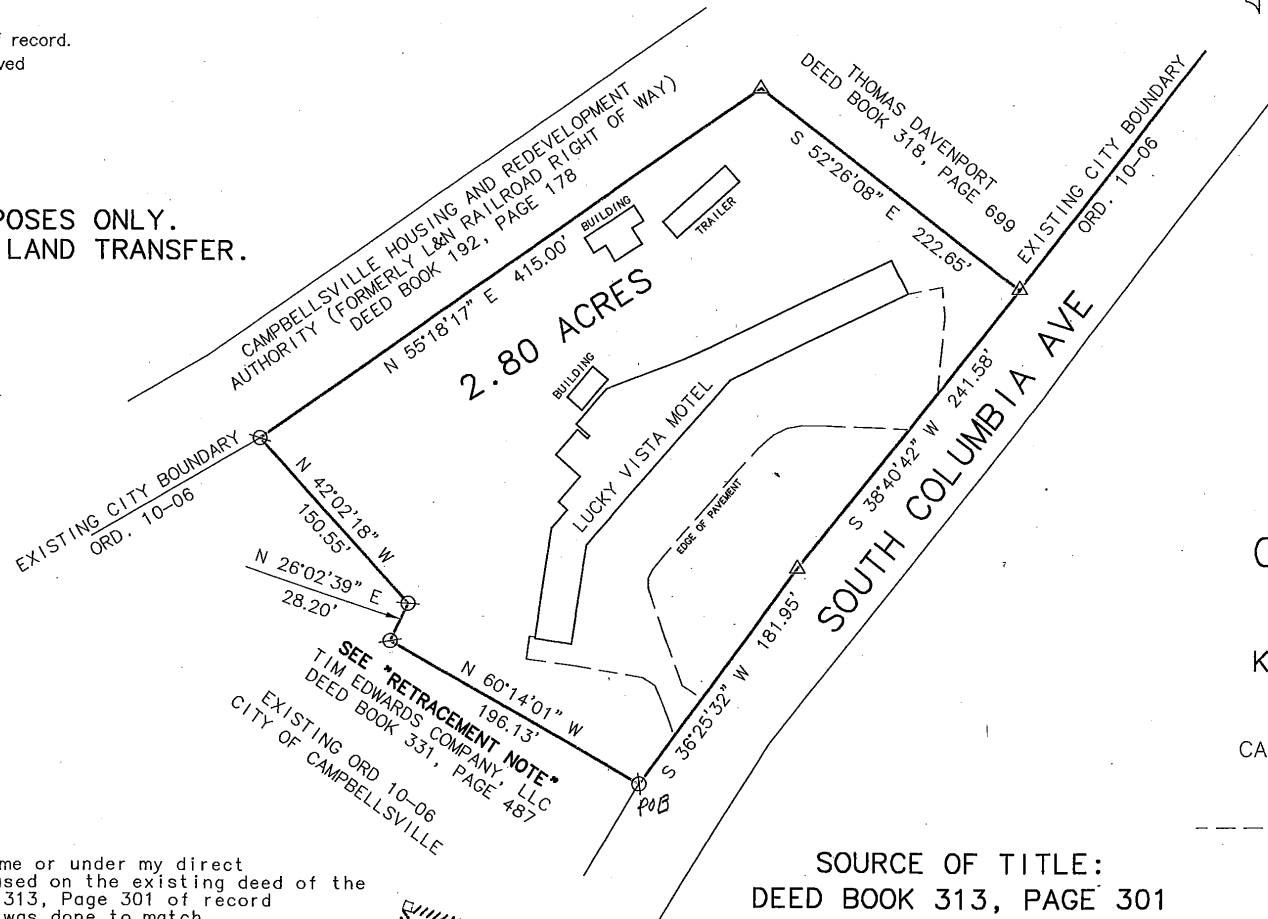 record.
POSES ONLY.
LAND TRANSFER.
CAMPBELLSVILLE HOUSING AND REDEVELOPMENT
AUTHORITY (FORMERLY L&N RAILROAD RIGHT OF WAY)
DEED BOOK 192, PAGE 178
N 55°18'17" E 415.00'
THOMAS DAVENPORT
DEED BOOK 318, PAGE 699
S 52°26'08" E
222.65'
EXISTING CITY BOUNDARY
ORD. 10-06
BUILDING
TRAILER
2.80 ACRES
BUILDING
LUCKY VISTA MOTEL
EDGE OF PAVEMENT
S 38°40'42" W 241.58'
SOUTH COLUMBIA AVE
EXISTING CITY BOUNDARY
ORD. 10-06
N 42°02'18" W
150.55'
N 26°02'39" E
28.20'
N 60°14'01" W
196.13'
SEE "RETRACEMENT NOTE"
TIM EDWARDS COMPANY, LLC
DEED BOOK 331, PAGE 487
EXISTING ORD 10-06
CITY OF CAMPBELLSVILLE
S 36°25'32" W 181.95'
POB
K
CA
me or under my direct
used on the existing deed of the
313, Page 301 of record
was done to match
SOURCE OF TITLE:
DEED BOOK 313, PAGE 301